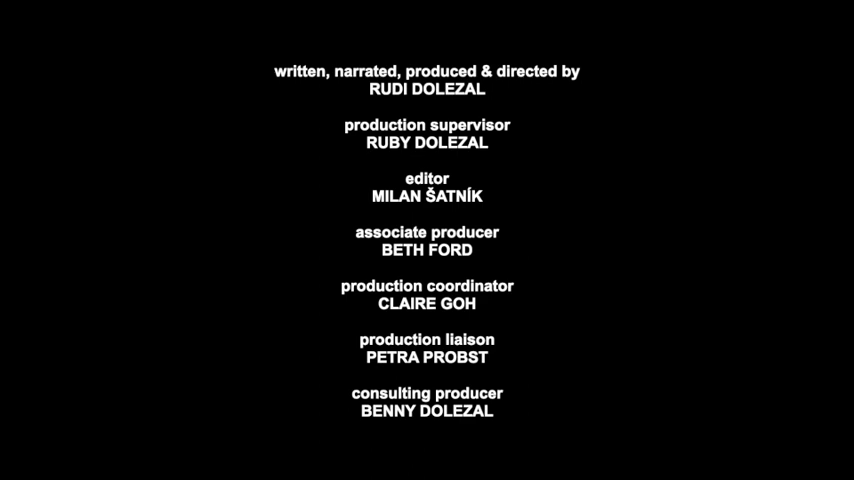 written, narrated, produced & directed by
RUDI DOLEZAL
production supervisor
RUBY DOLEZAL
editor
MILAN ŠATNÍK
associate producer
BETH FORD
production coordinator
CLAIRE GOH
production liaison
PETRA PROBST
consulting producer
BENNY DOLEZAL